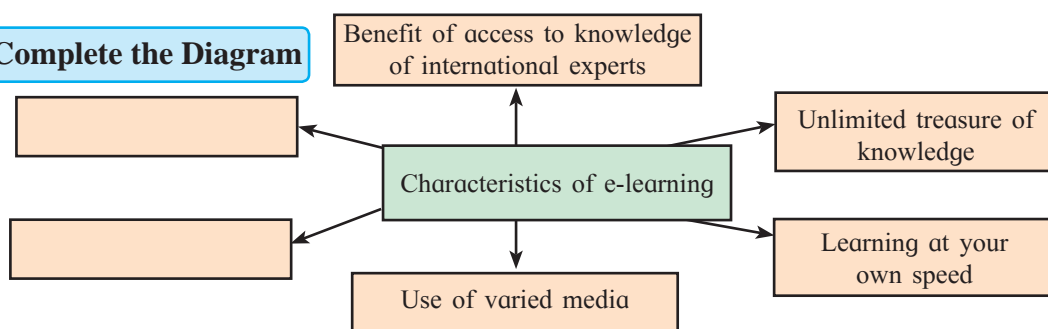 Complete the Diagram
Benefit of access to knowledge
of international experts
Unlimited treasure of
knowledge
Characteristics of e-learning
Learning at your
own speed
Use of varied media